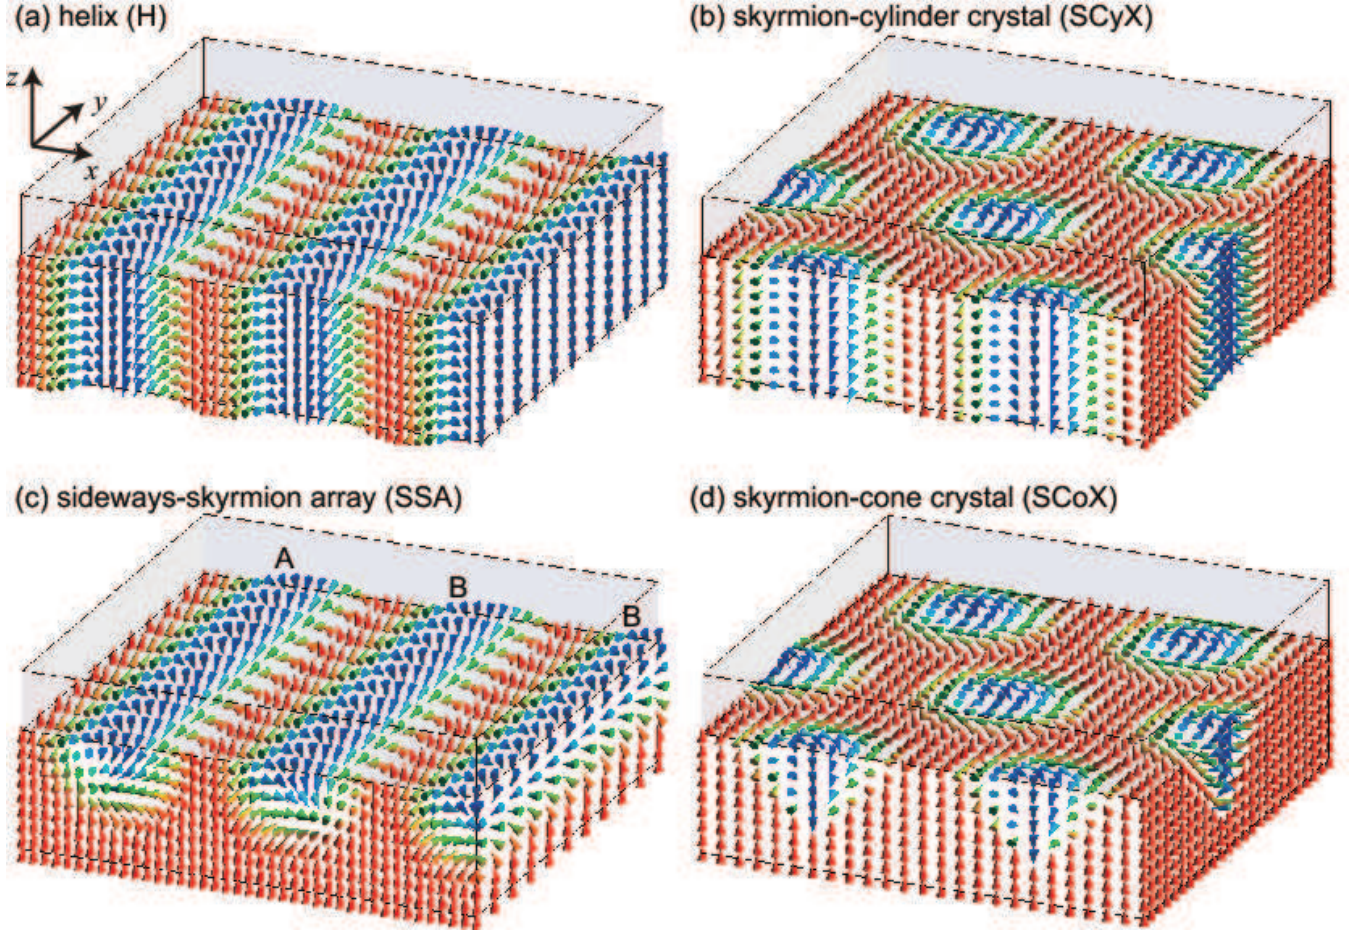 (a) helix (H)
(b) skyrmion-cylinder crystal (SCyX)
z
y
x
(c) sideways-skyrmion array (SSA)
(d) skyrmion-cone crystal (SCoX)
A
B
B